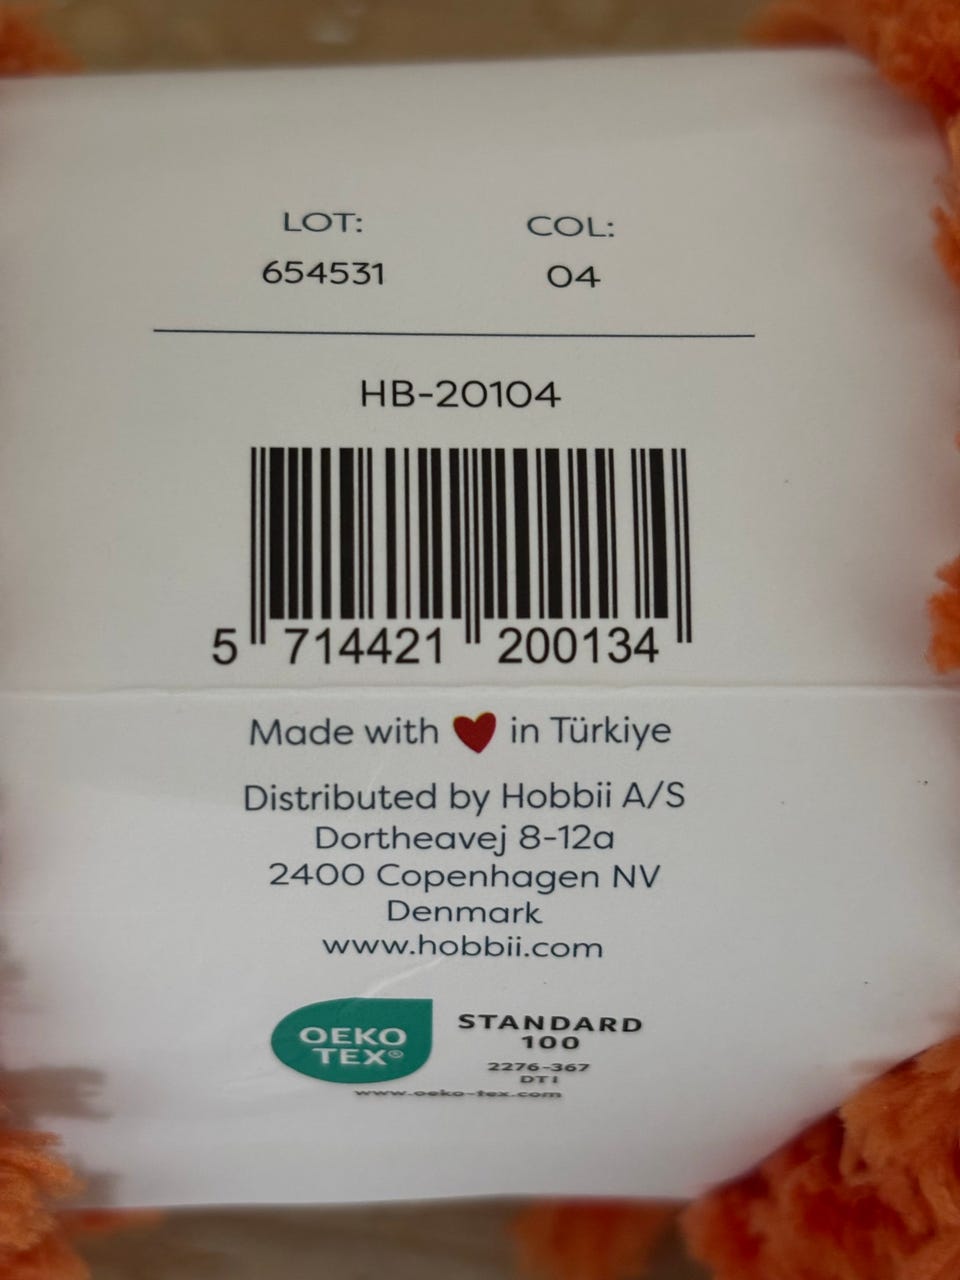 LOT: COL:
654531 04
HB-20104
5 714421 200134
Made with ❤ in Türkiye
Distributed by Hobbii A/S
Dortheavej 8-12a
2400 Copenhagen NV
Denmark
www.hobbii.com
OEKO STANDARD
TEX® 100
2276-367
DTI
www.oeko-tex.com